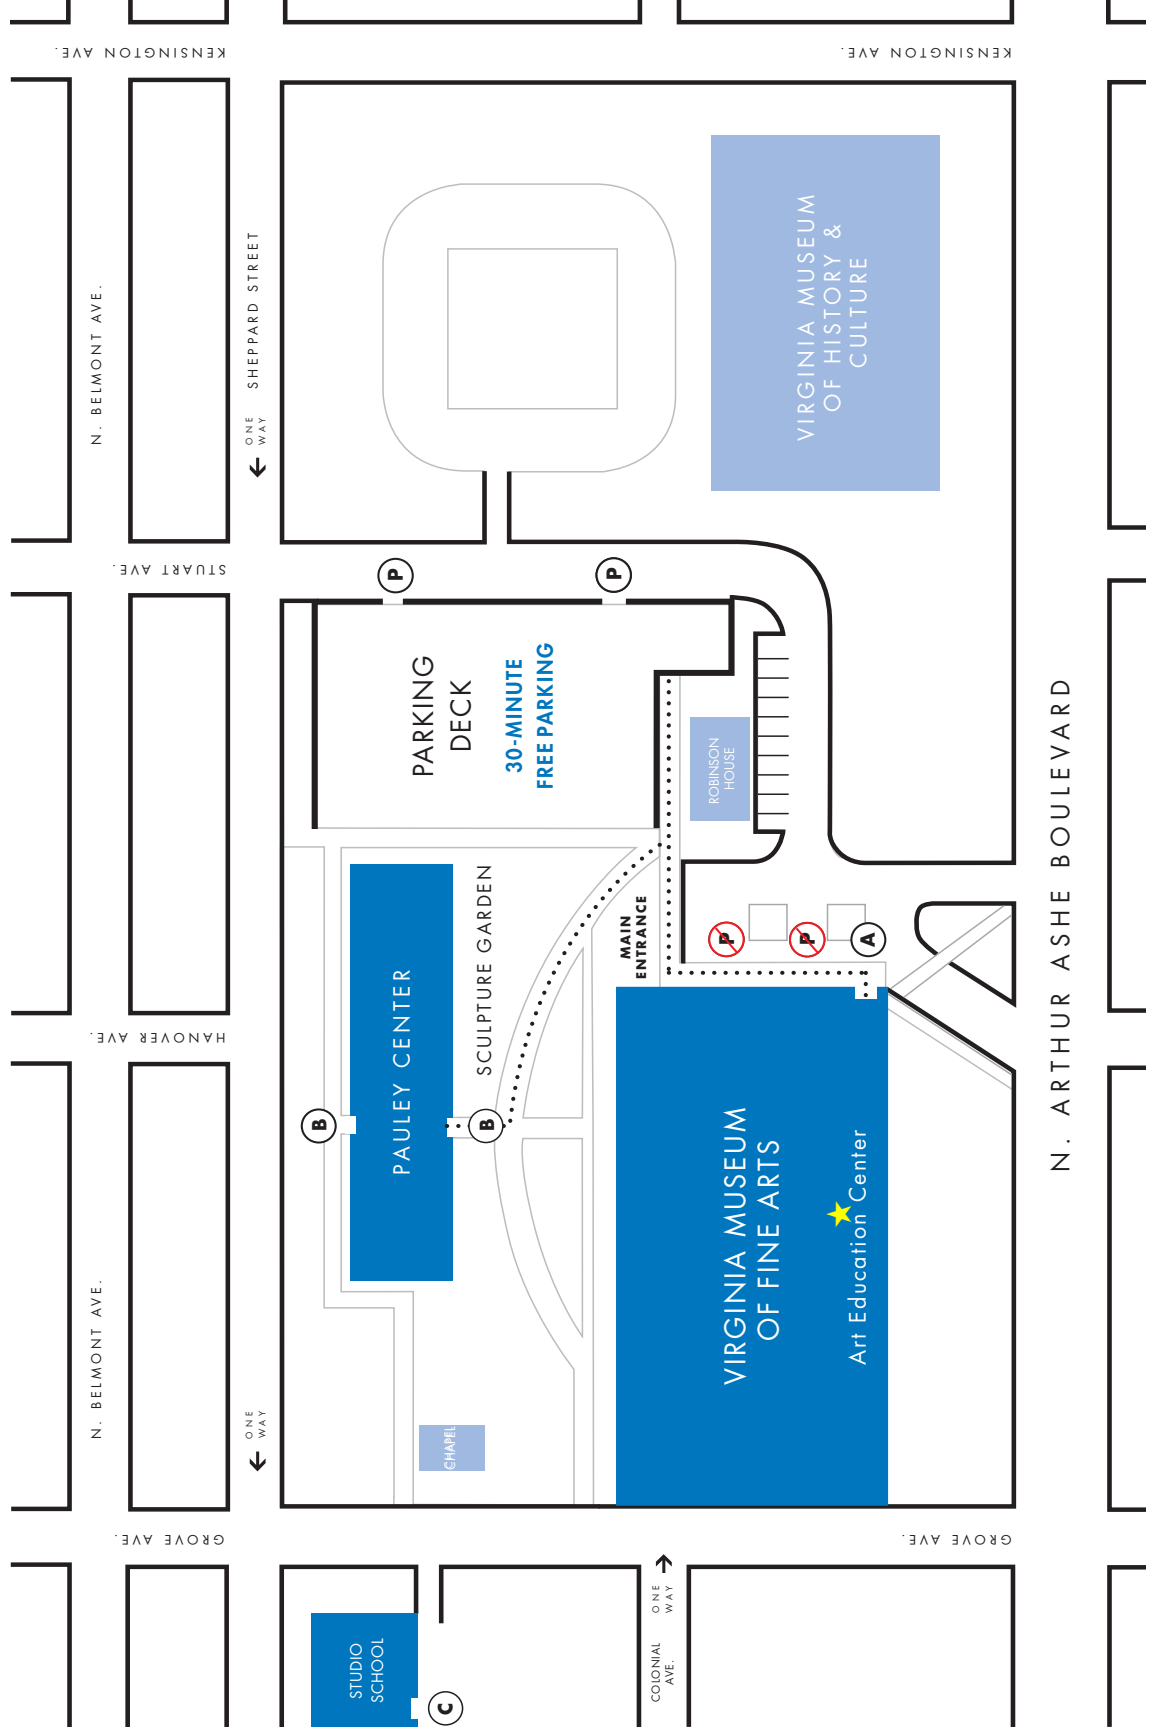 KENSINGTON AVE.
KENSINGTON AVE.
N. BELMONT AVE.
SHEPPARD STREET
ONE
WAY
VIRGINIA MUSEUM
OF HISTORY &
CULTURE
STUART AVE.
P
P
PARKING
DECK
30-MINUTE
FREE PARKING
ROBINSON
HOUSE
N. ARTHUR ASHE BOULEVARD
SCULPTURE GARDEN
MAIN
ENTRANCE
P
P
A
HANOVER AVE.
B
PAULEY CENTER
B
VIRGINIA MUSEUM
OF FINE ARTS
Art Education Center
N. BELMONT AVE.
ONE
WAY
CHAPEL
GROVE AVE.
GROVE AVE.
STUDIO
SCHOOL
C
COLONIAL
AVE.
ONE
WAY